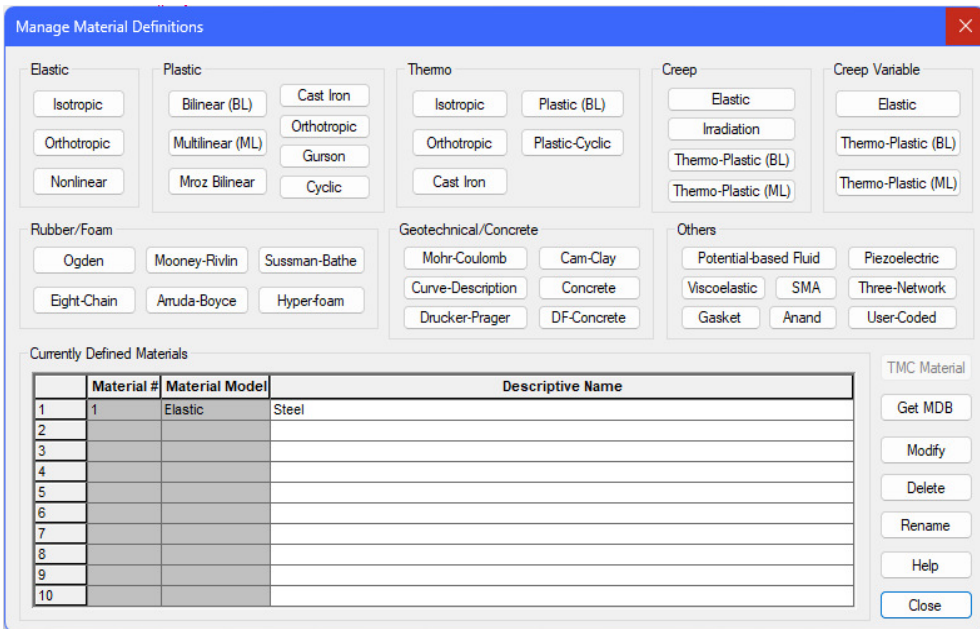 Manage Material Definitions
Elastic
Isotropic
Orthotropic
Nonlinear
Plastic
Bilinear (BL)
Multilinear (ML)
Mroz Bilinear
Cast Iron
Orthotropic
Gurson
Cyclic
Thermo
Isotropic
Orthotropic
Cast Iron
Plastic (BL)
Plastic-Cyclic
Creep
Elastic
Irradiation
Thermo-Plastic (BL)
Thermo-Plastic (ML)
Creep Variable
Elastic
Thermo-Plastic (BL)
Thermo-Plastic (ML)
Rubber/Foam
Ogden Mooney-Rivlin Sussman-Bathe
Eight-Chain Arruda-Boyce Hyper-foam
Geotechnical/Concrete
Mohr-Coulomb Cam-Clay
Curve-Description Concrete
Drucker-Prager DF-Concrete
Others
Potential-based Fluid Piezoelectric
Viscoelastic SMA Three-Network
Gasket Anand User-Coded
Currently Defined Materials
Material # Material Model Descriptive Name
1 1 Elastic Steel
2
3
4
5
6
7
8
9
10
TMC Material
Get MDB
Modify
Delete
Rename
Help
Close